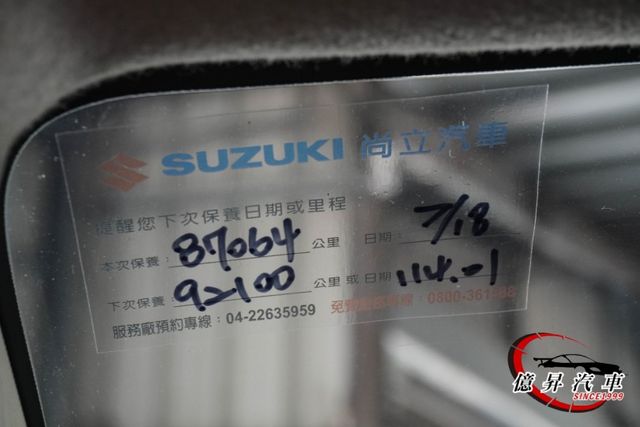 SUZUKI 尚立汽車
提醒您下次保養日期或里程
本次保養: 87064 公里 日期: 7/18
下次保養 92100 公里 或 日期 114.-1
服務廠預約專線: 04-22635959
億昇汽車
SINCE1999